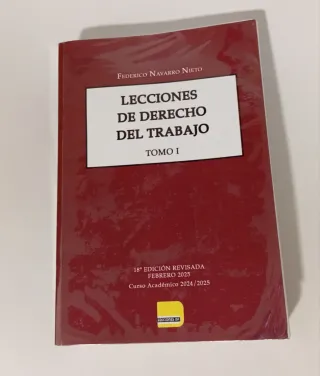 Federico Navarro Nieto
LECCIONES
DE DERECHO
DEL TRABAJO
TOMO I
18ª EDICIÓN REVISADA
FEBRERO 2025
Curso Académico 2024/2025